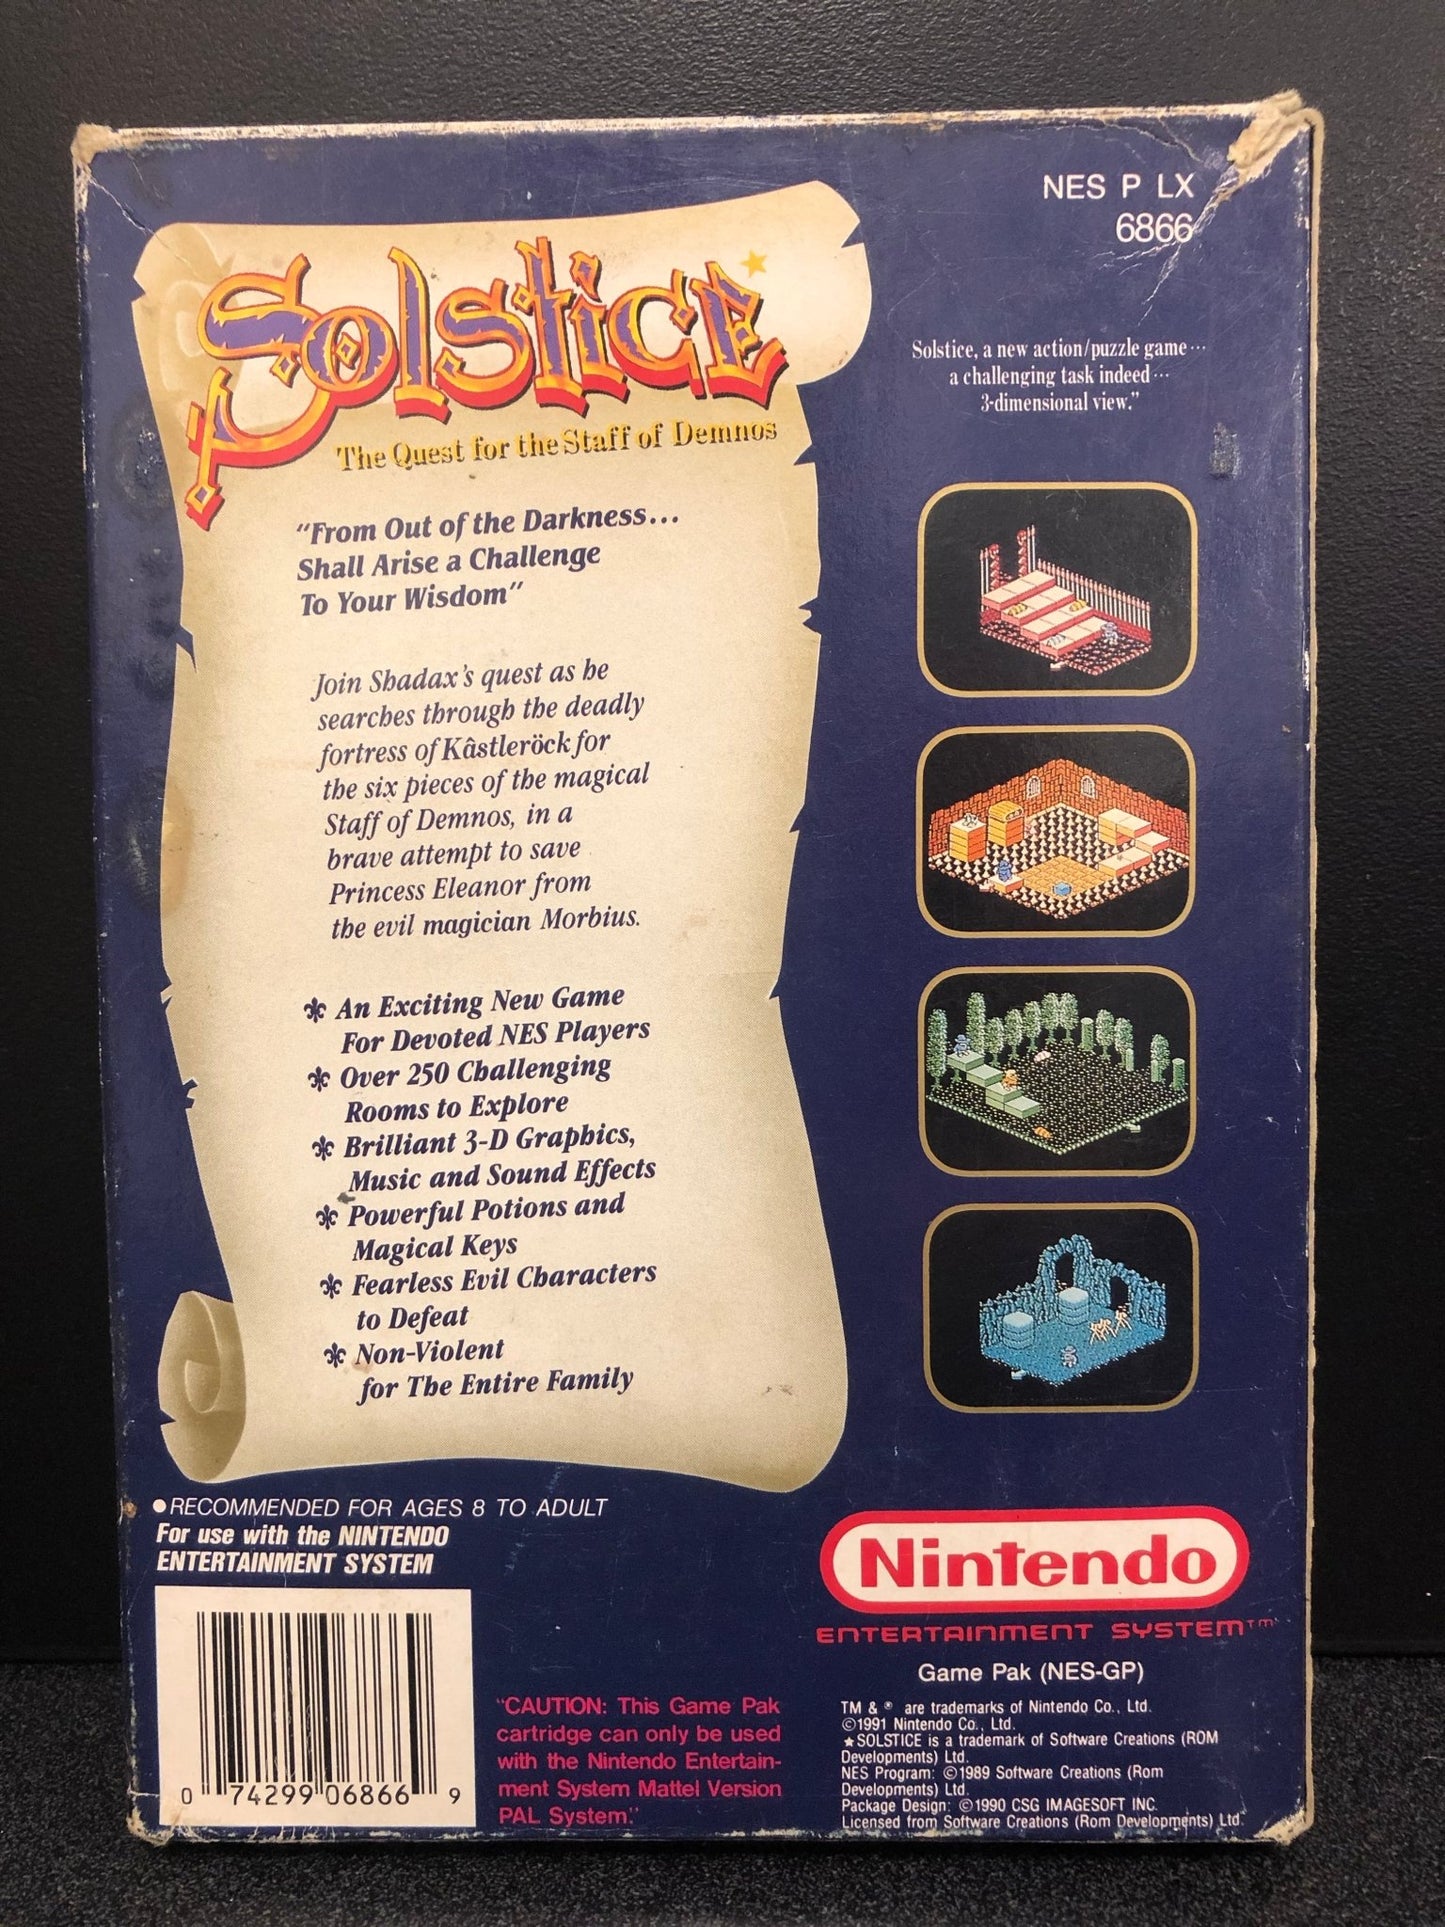 NES P LX
6866
Solstice
The Quest for the Staff of Demnos
"From Out of the Darkness...
Shall Arise a Challenge
To Your Wisdom"
Join Shadax's quest as he
searches through the deadly
fortress of Kâstleröck for
the six pieces of the magical
Staff of Demnos, in a
brave attempt to save
Princess Eleanor from
the evil magician Morbius.
An Exciting New Game
For Devoted NES Players
Over 250 Challenging
Rooms to Explore
Brilliant 3-D Graphics,
Music and Sound Effects
Powerful Potions and
Magical Keys
Fearless Evil Characters
to Defeat
Non-Violent
for The Entire Family
Solstice, a new action/puzzle game...
a challenging task indeed...
3-dimensional view."
● RECOMMENDED FOR AGES 8 TO ADULT
For use with the NINTENDO
ENTERTAINMENT SYSTEM
0 74299 06866 9
"CAUTION: This Game Pak
cartridge can only be used
with the Nintendo Entertain-
ment System Mattel Version
PAL System."
Nintendo
ENTERTAINMENT SYSTEM™
Game Pak (NES-GP)
TM & ® are trademarks of Nintendo Co., Ltd.
©1991 Nintendo Co., Ltd.
★SOLSTICE is a trademark of Software Creations (ROM
Developments) Ltd.
NES Program: ©1989 Software Creations (Rom
Developments) Ltd.
Package Design: ©1990 CSG IMAGESOFT INC.
Licensed from Software Creations (Rom Developments) Ltd.